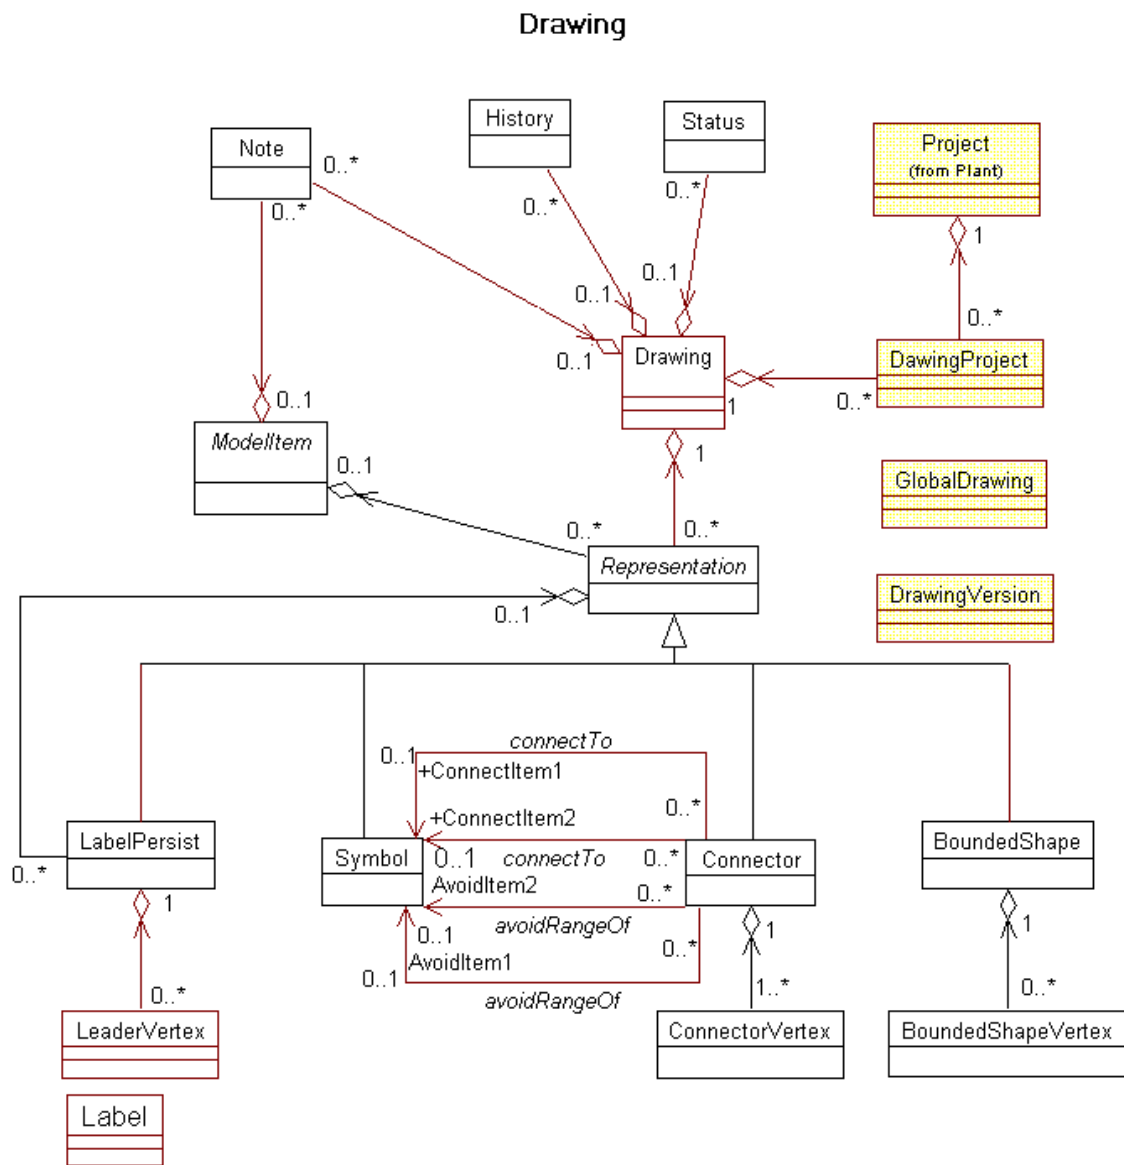 Drawing
History
Status
Note
Project
(from Plant)
0..*
0..*
0..*
0..*
1
0..1
0..1
0..*
0..1
Drawing
DawingProject
0..1
1
0..*
ModelItem
0..1
1
GlobalDrawing
0..*
0..*
Representation
DrawingVersion
0..1
connectTo
0..1
+ConnectItem1
0..*
+ConnectItem2
LabelPersist
Symbol
0..1
connectTo
0..*
Connector
BoundedShape
0..*
AvoidItem2
0..*
1
avoidRangeOf
1
1
0..1
0..*
AvoidItem1
0..1
0..*
avoidRangeOf
1..*
0..*
LeaderVertex
ConnectorVertex
BoundedShapeVertex
Label